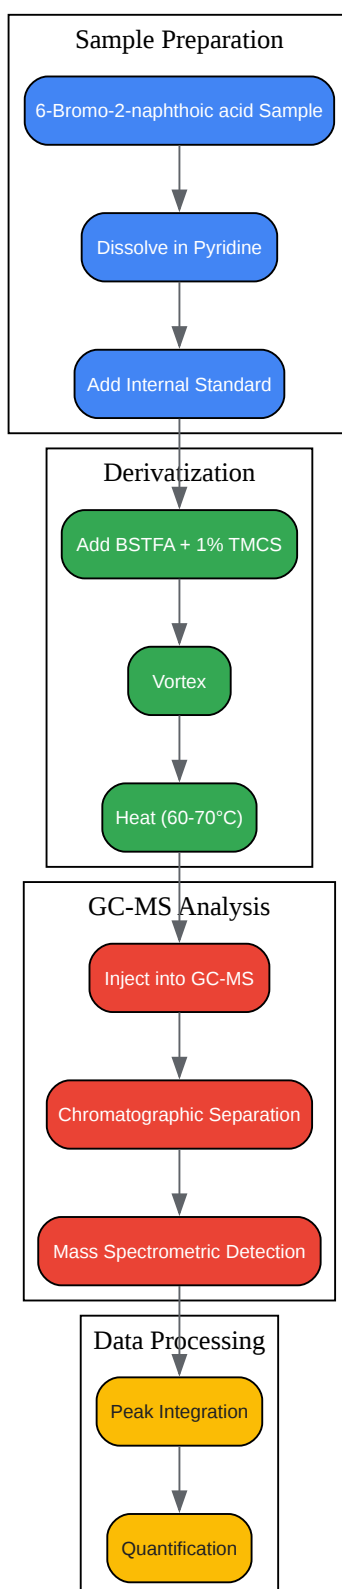 Sample Preparation
6-Bromo-2-naphthoic acid Sample
Dissolve in Pyridine
Add Internal Standard
Derivatization
Add BSTFA + 1% TMCS
Vortex
Heat (60-70°C)
GC-MS Analysis
Inject into GC-MS
Chromatographic Separation
Mass Spectrometric Detection
Data Processing
Peak Integration
Quantification